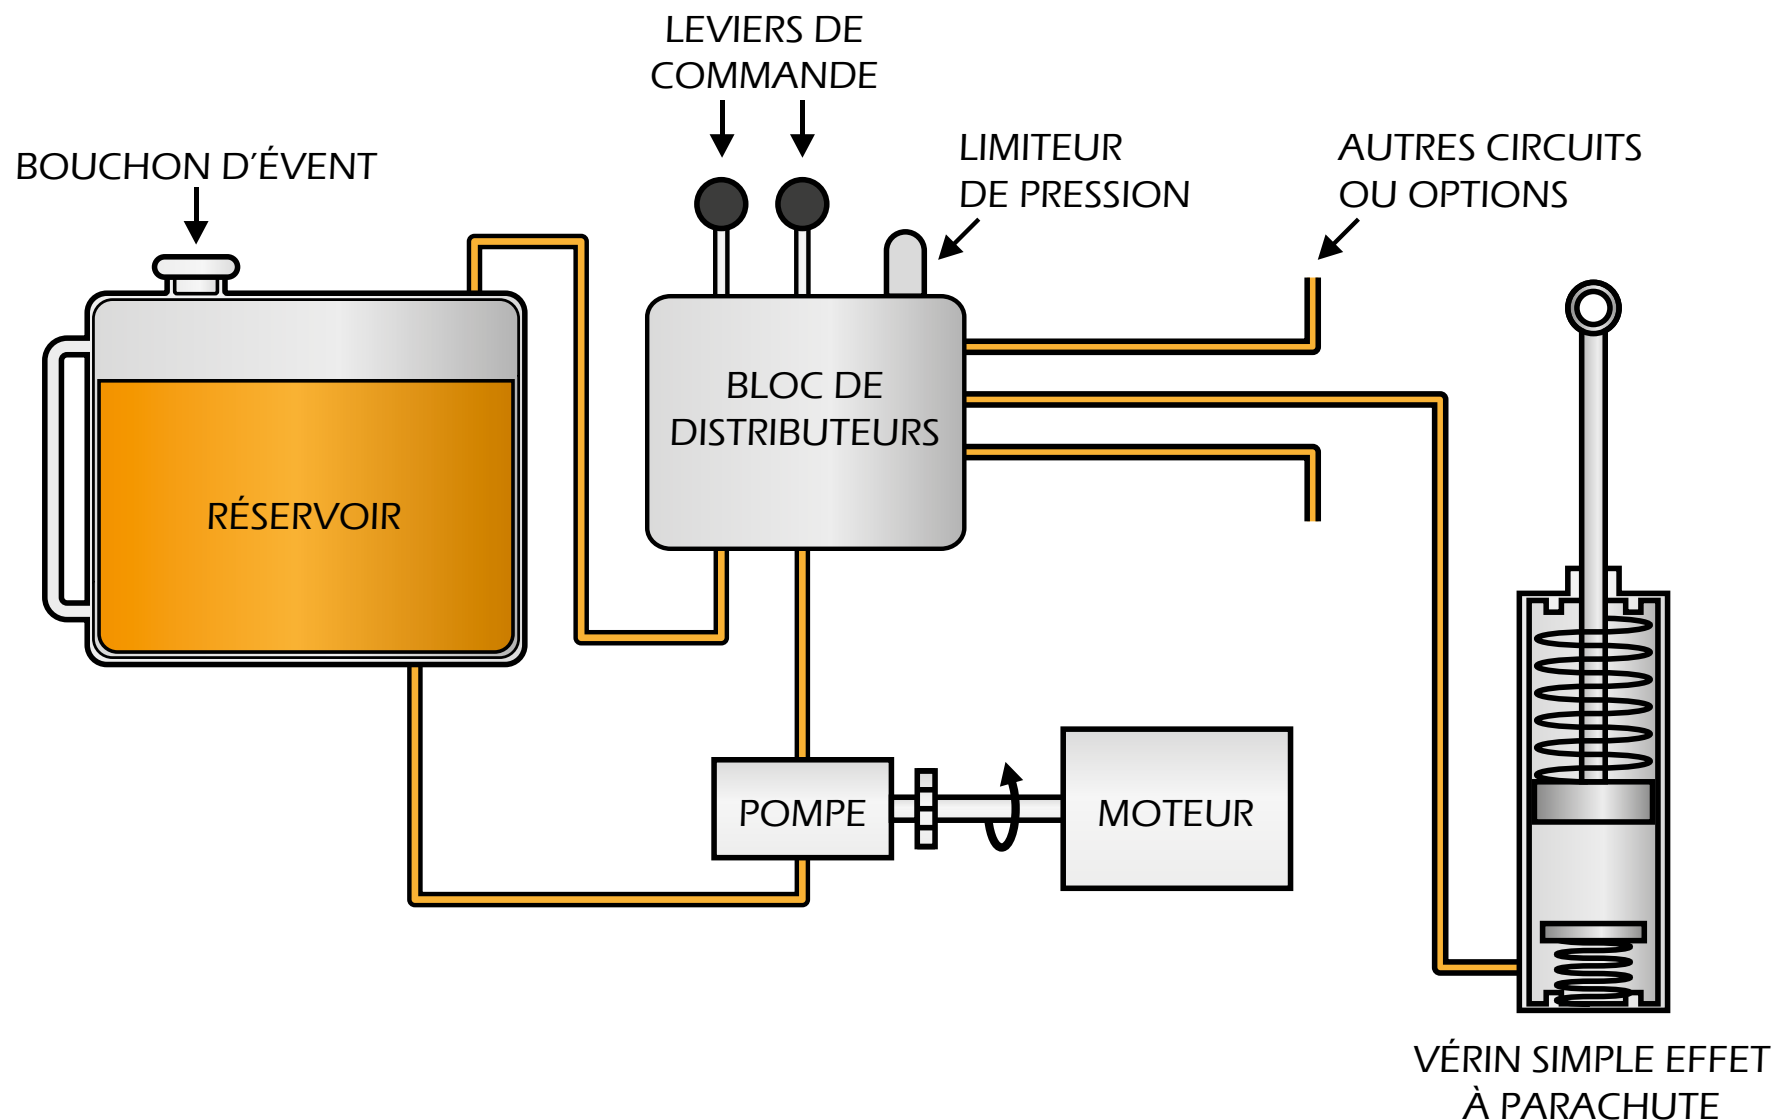 LEVIERS DE
COMMANDE
BOUCHON D'ÉVENT
LIMITEUR
DE PRESSION
AUTRES CIRCUITS
OU OPTIONS
BLOC DE
DISTRIBUTEURS
RÉSERVOIR
POMPE
MOTEUR
VÉRIN SIMPLE EFFET
À PARACHUTE